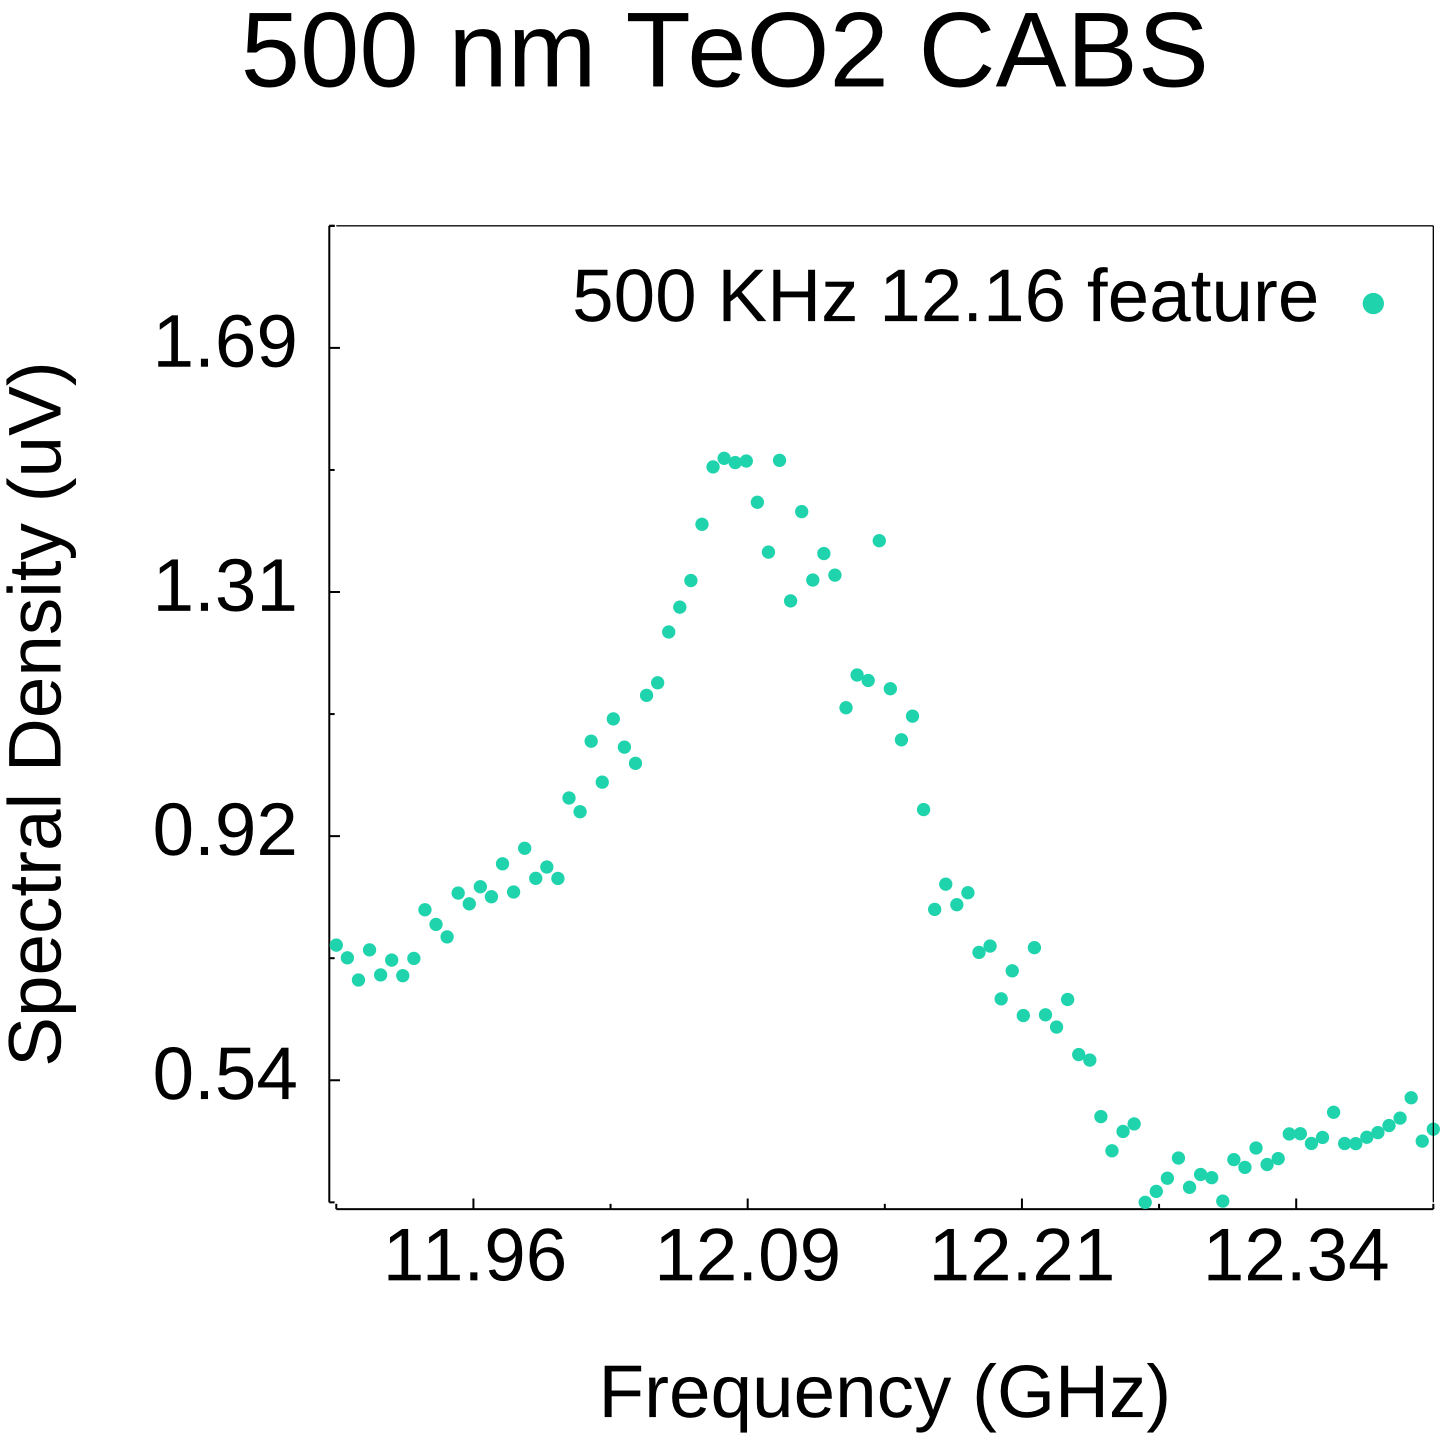 500 nm TeO2 CABS
500 KHz 12.16 feature
Spectral Density (uV)
1.69
1.31
0.92
0.54
11.96 12.09 12.21 12.34
Frequency (GHz)